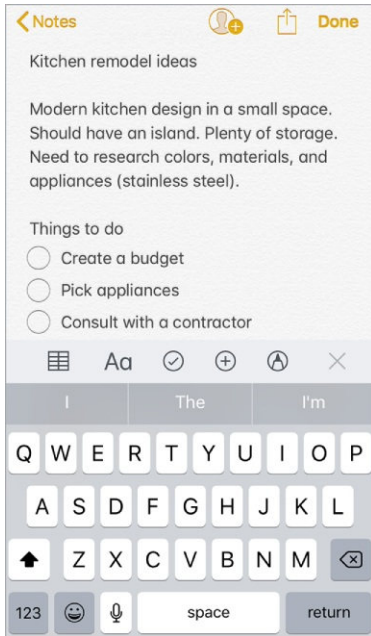 Notes Done
Kitchen remodel ideas
Modern kitchen design in a small space.
Should have an island. Plenty of storage.
Need to research colors, materials, and
appliances (stainless steel).
Things to do
Create a budget
Pick appliances
Consult with a contractor
Aa
I The I'm
Q W E R T Y U I O P
A S D F G H J K L
Z X C V B N M
123 space return